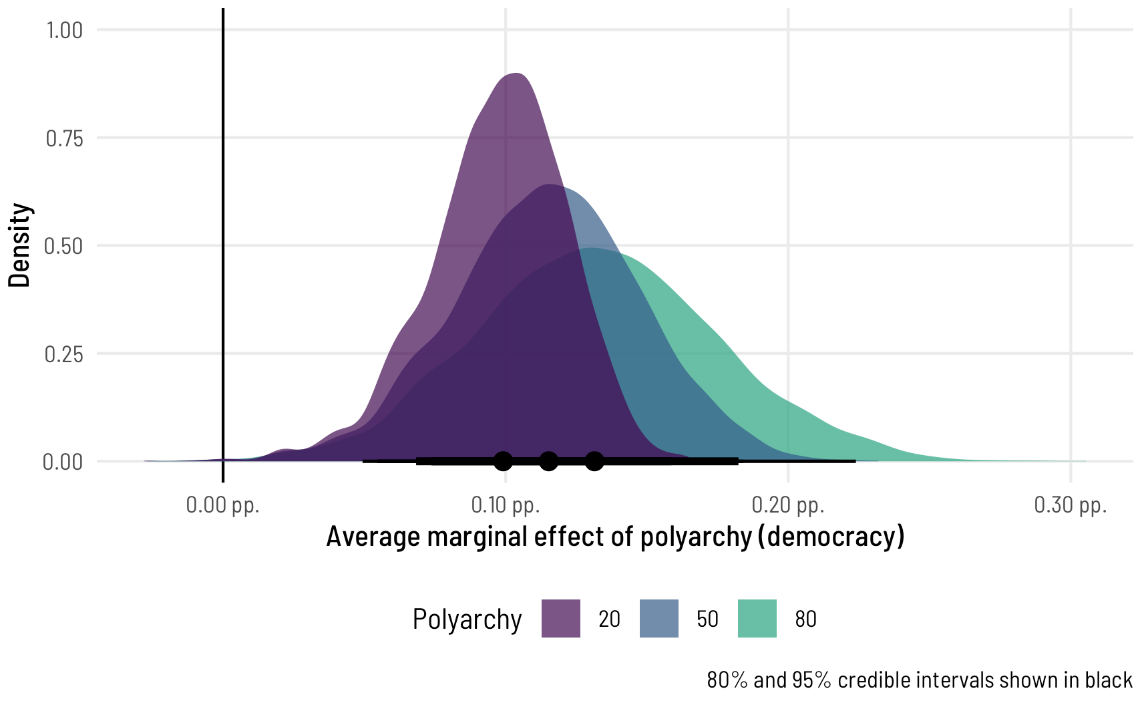 1.00
0.75
0.50
0.25
0.00
Density
0.00 pp.
0.10 pp.
0.20 pp.
0.30 pp.
Average marginal effect of polyarchy (democracy)
Polyarchy 20 50 80
80% and 95% credible intervals shown in black